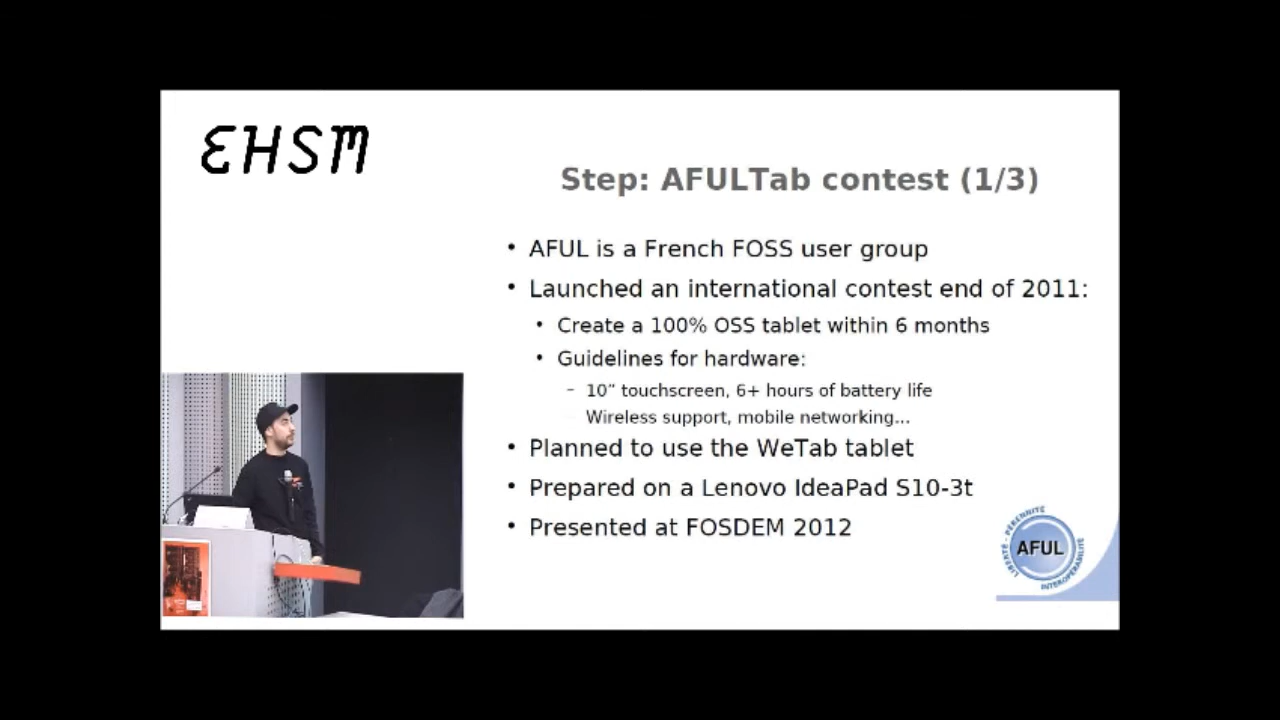 EHSM
Step: AFULTab contest (1/3)
• AFUL is a French FOSS user group
• Launched an international contest end of 2011:
• Create a 100% OSS tablet within 6 months
• Guidelines for hardware:
– 10” touchscreen, 6+ hours of battery life
Wireless support, mobile networking...
• Planned to use the WeTab tablet
• Prepared on a Lenovo IdeaPad S10-3t
• Presented at FOSDEM 2012
LIBERTÉ - PÉRENNITÉ
AFUL
INTEROPÉRABILITÉ